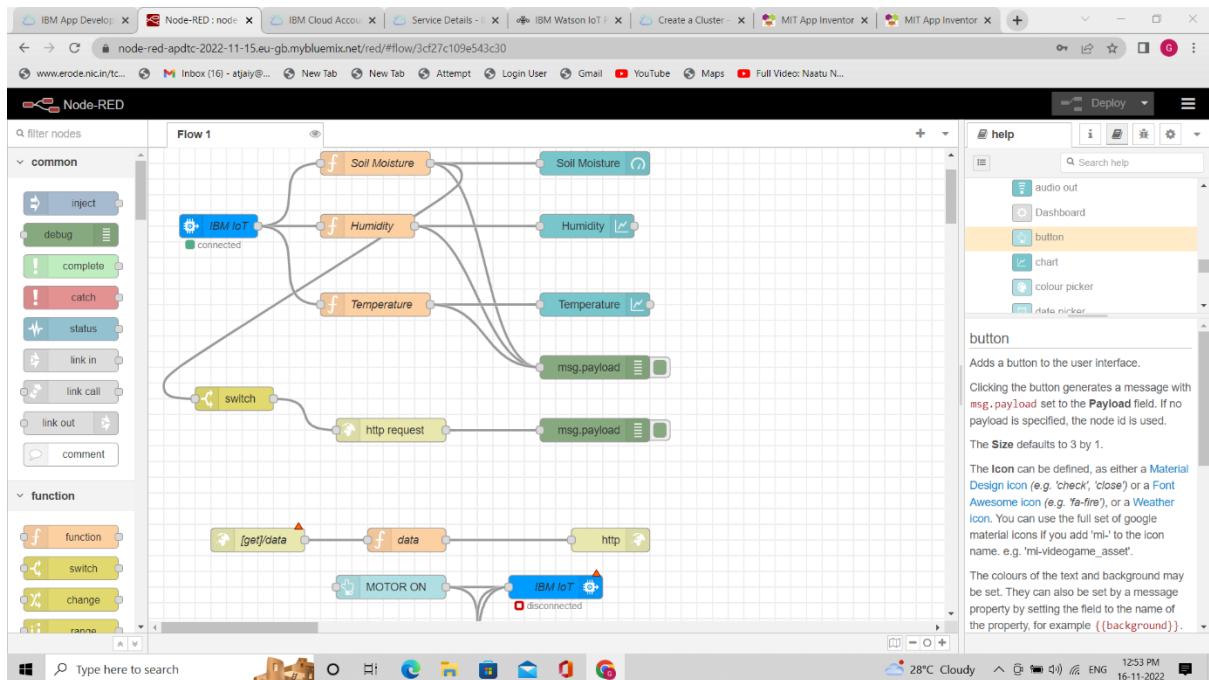 IBM App Develop
Node-RED : node
IBM Cloud Accou
Service Details -
IBM Watson IoT P
Create a Cluster –
MIT App Inventor
MIT App Inventor
node-red-apdtc-2022-11-15.eu-gb.mybluemix.net/red/#flow/3cf27c109e543c30
G
www.erode.nic.in/tc...
Inbox (16) - atjaiy@...
New Tab
New Tab
Attempt
Login User
Gmail
YouTube
Maps
Full Video: Naatu N...
Node-RED
Deploy
filter nodes
common
inject
debug
complete
catch
status
link in
link call
link out
comment
function
function
switch
change
range
Flow 1
Soil Moisture
Soil Moisture
IBM IoT
connected
Humidity
Humidity
Temperature
Temperature
msg.payload
switch
http request
msg.payload
[get]/data
data
http
MOTOR ON
IBM IoT
disconnected
help
Search help
audio out
Dashboard
button
chart
colour picker
date picker
button
Adds a button to the user interface.
Clicking the button generates a message with
msg.payload set to the Payload field. If no
payload is specified, the node id is used.
The Size defaults to 3 by 1.
The Icon can be defined, as either a Material
Design icon (e.g. 'check', 'close') or a Font
Awesome icon (e.g. 'fa-fire'), or a Weather
icon. You can use the full set of google
material icons if you add 'mi-' to the icon
name. e.g. 'mi-videogame_asset'.
The colours of the text and background may
be set. They can also be set by a message
property by setting the field to the name of
the property, for example {{background}}.
Type here to search
28°C Cloudy
ENG
12:53 PM
16-11-2022